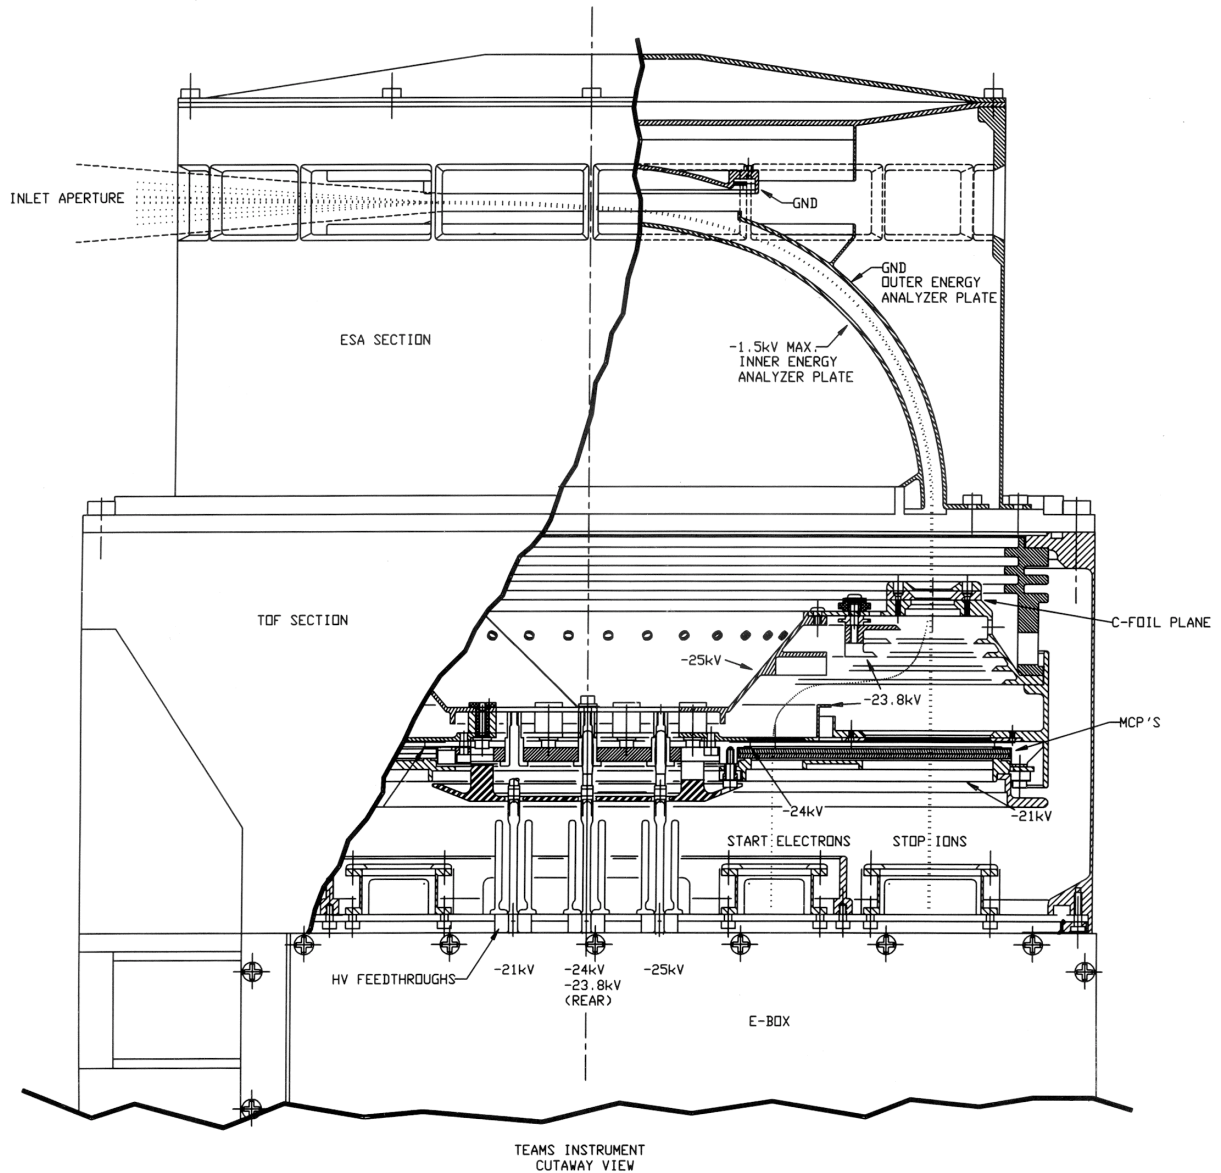 INLET APERTURE
GND
GND
OUTER ENERGY
ANALYZER PLATE
ESA SECTION
-1.5kV MAX.
INNER ENERGY
ANALYZER PLATE
TOF SECTION
C-FOIL PLANE
-25kV
-23.8kV
MCP'S
-24kV
-21kV
START ELECTRONS
STOP IONS
HV FEEDTHROUGHS
-21kV
-24kV
-25kV
-23.8kV
(REAR)
E-BOX
TEAMS INSTRUMENT
CUTAWAY VIEW